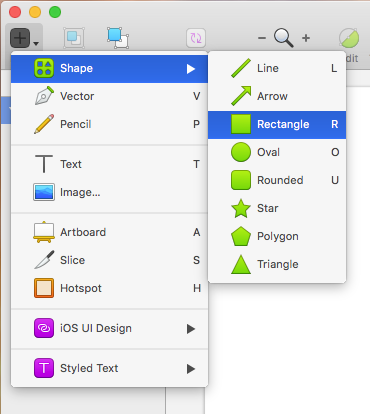 Shape
Vector V
Pencil P
Text T
Image...
Artboard A
Slice S
Hotspot H
iOS UI Design
Styled Text
Line L
Arrow
Rectangle R
Oval O
Rounded U
Star
Polygon
Triangle